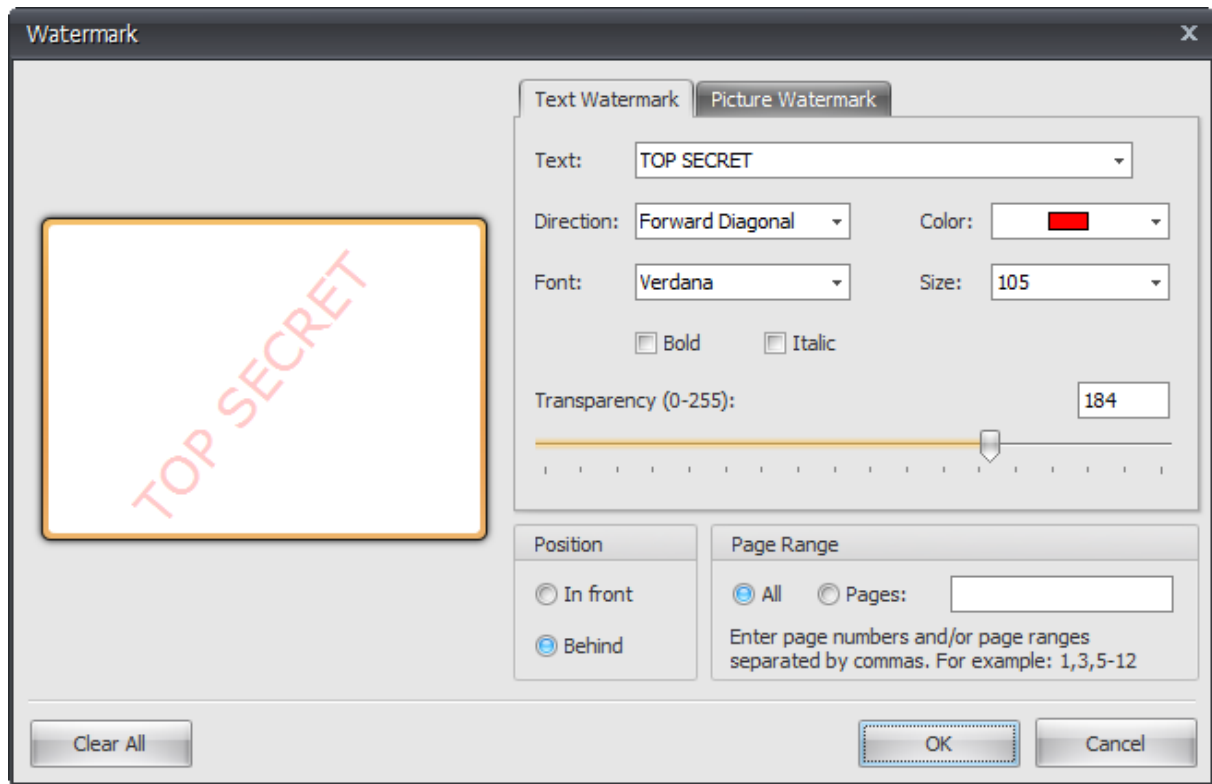 Watermark
x
Text Watermark Picture Watermark
Text: TOP SECRET
Direction: Forward Diagonal Color:
Font: Verdana Size: 105
Bold Italic
Transparency (0-255): 184
TOP SECRET
Position
In front
Behind
Page Range
All Pages:
Enter page numbers and/or page ranges
separated by commas. For example: 1,3,5-12
Clear All OK Cancel